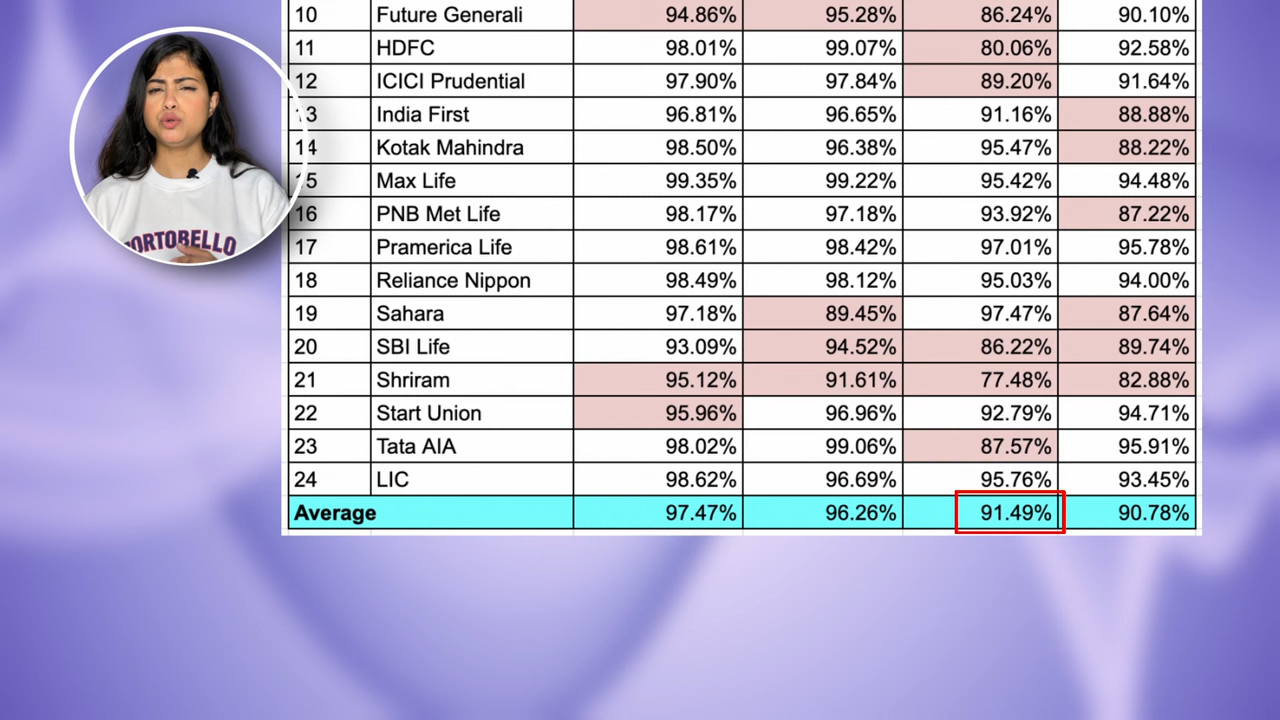 10 Future Generali 94.86% 95.28% 86.24% 90.10%
11 HDFC 98.01% 99.07% 80.06% 92.58%
12 ICICI Prudential 97.90% 97.84% 89.20% 91.64%
13 India First 96.81% 96.65% 91.16% 88.88%
14 Kotak Mahindra 98.50% 96.38% 95.47% 88.22%
15 Max Life 99.35% 99.22% 95.42% 94.48%
16 PNB Met Life 98.17% 97.18% 93.92% 87.22%
17 Pramerica Life 98.61% 98.42% 97.01% 95.78%
18 Reliance Nippon 98.49% 98.12% 95.03% 94.00%
19 Sahara 97.18% 89.45% 97.47% 87.64%
20 SBI Life 93.09% 94.52% 86.22% 89.74%
21 Shriram 95.12% 91.61% 77.48% 82.88%
22 Start Union 95.96% 96.96% 92.79% 94.71%
23 Tata AIA 98.02% 99.06% 87.57% 95.91%
24 LIC 98.62% 96.69% 95.76% 93.45%
Average 97.47% 96.26% 91.49% 90.78%
PORTOBELLO